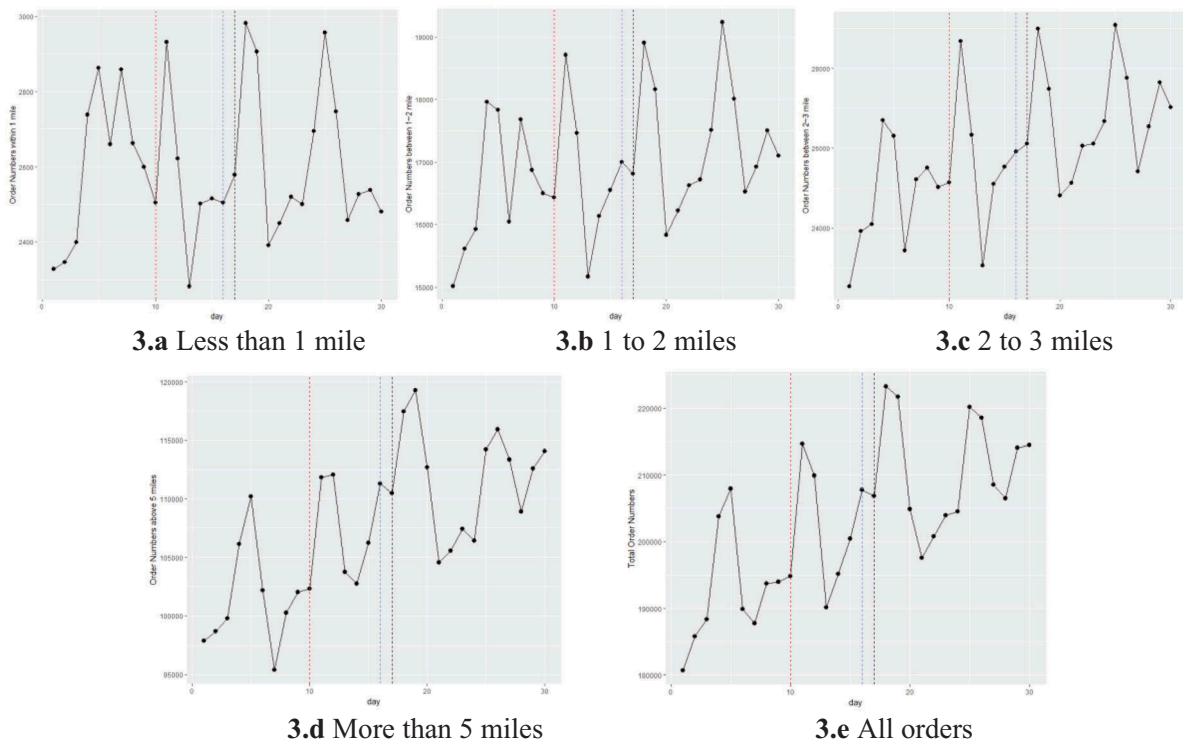 3000
2800
2600
2400
Order Numbers within 1 mile
0
10
20
30
day
3.a Less than 1 mile
19000
18000
17000
16000
15000
Order Numbers between 1-2 mile
0
10
20
30
day
3.b 1 to 2 miles
28000
26000
24000
Order Numbers between 2-3 mile
0
10
20
30
day
3.c 2 to 3 miles
120000
115000
110000
105000
100000
95000
Order Numbers above 5 miles
0
10
20
30
day
3.d More than 5 miles
220000
210000
200000
190000
180000
Total Order Numbers
0
10
20
30
day
3.e All orders